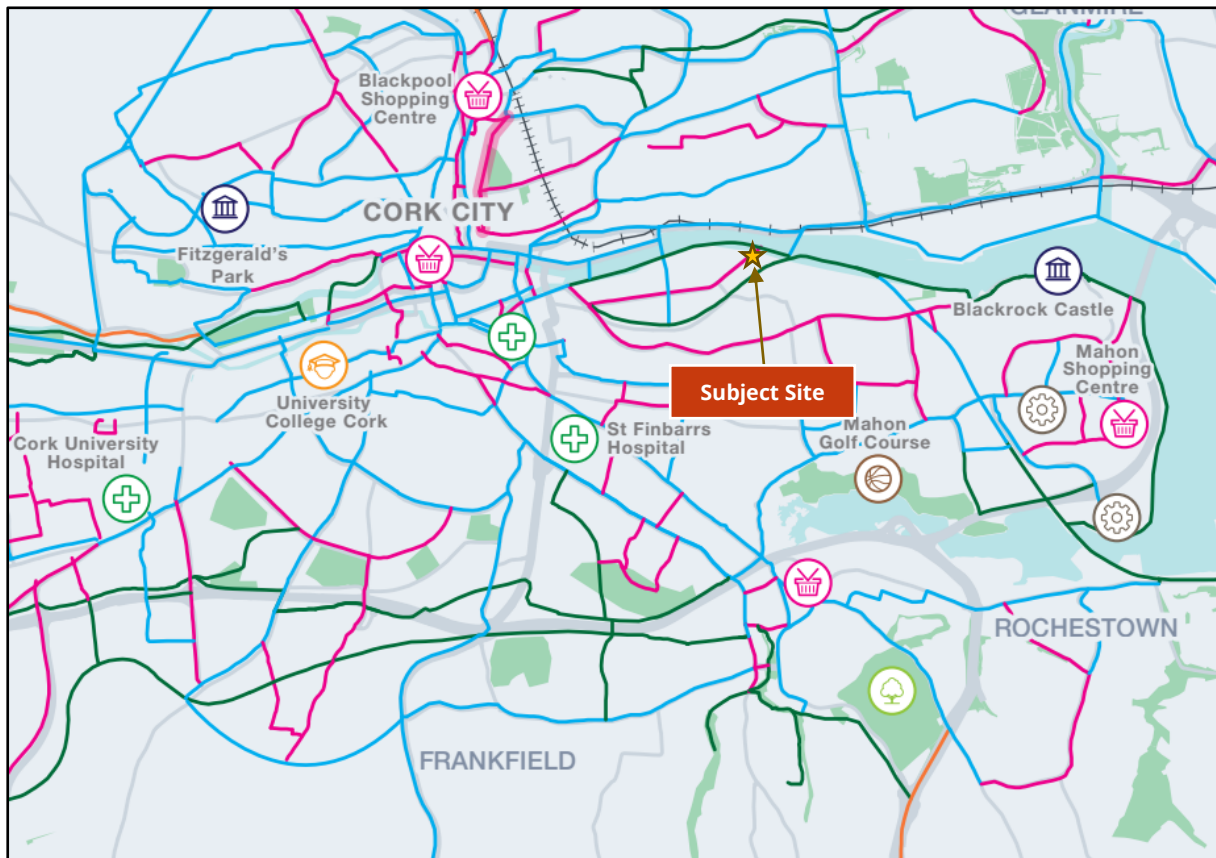 GLANMIRE
Blackpool
Shopping
Centre
CORK CITY
Fitzgerald's
Park
Blackrock Castle
Mahon
Shopping
Centre
Subject Site
University
College Cork
St Finbarrs
Hospital
Mahon
Golf Course
Cork University
Hospital
ROCHESTOWN
FRANKFIELD